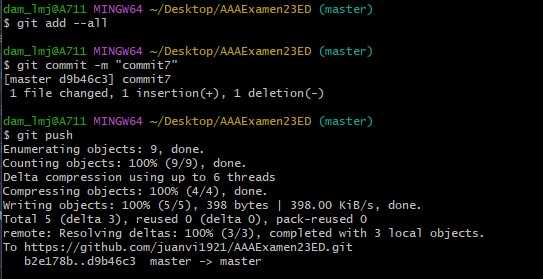 dam_lmj@A711 MINGW64 ~/Desktop/AAAExamen23ED (master)
$ git add --all
dam_lmj@A711 MINGW64 ~/Desktop/AAAExamen23ED (master)
$ git commit -m "commit7"
[master d9b46c3] commit7
 1 file changed, 1 insertion(+), 1 deletion(-)
dam_lmj@A711 MINGW64 ~/Desktop/AAAExamen23ED (master)
$ git push
Enumerating objects: 9, done.
Counting objects: 100% (9/9), done.
Delta compression using up to 6 threads
Compressing objects: 100% (4/4), done.
Writing objects: 100% (5/5), 398 bytes | 398.00 KiB/s, done.
Total 5 (delta 3), reused 0 (delta 0), pack-reused 0
remote: Resolving deltas: 100% (3/3), completed with 3 local objects.
To https://github.com/juanvi1921/AAAExamen23ED.git
   b2e178b..d9b46c3  master -> master